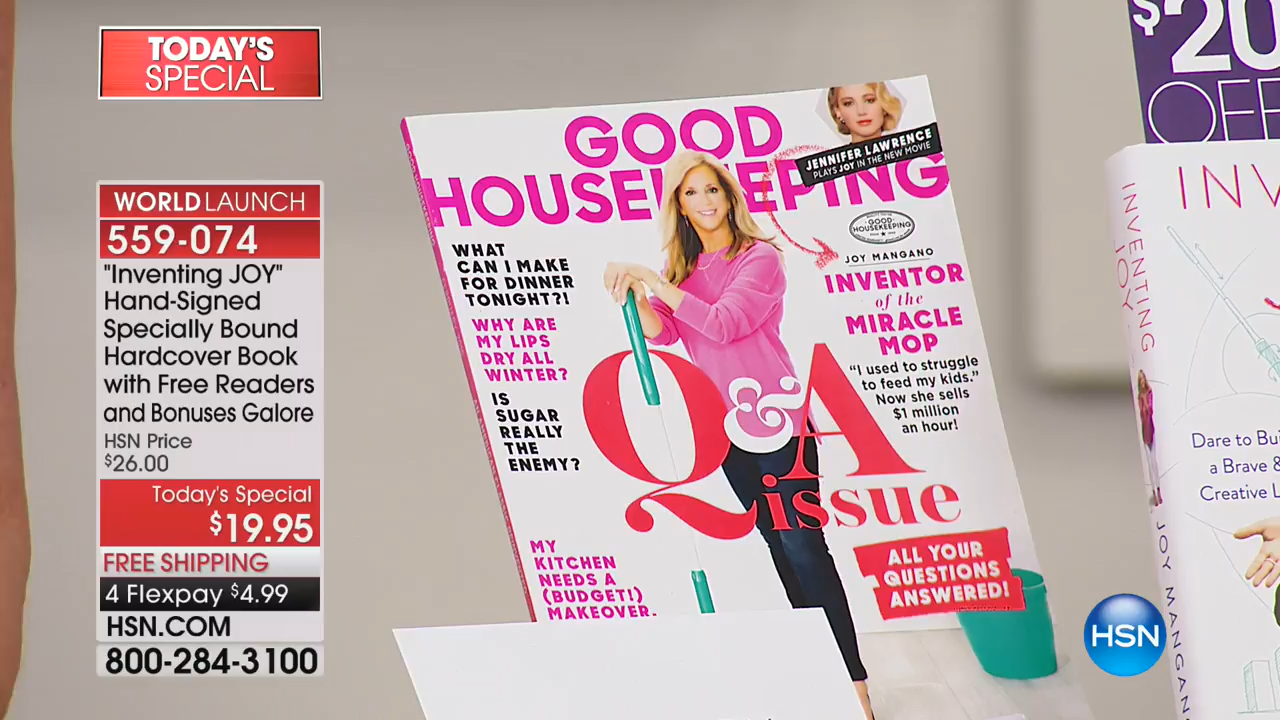 TODAY'S
SPECIAL
WORLD LAUNCH
559-074
"Inventing JOY"
Hand-Signed
Specially Bound
Hardcover Book
with Free Readers
and Bonuses Galore
HSN Price
$26.00
Today's Special
$19.95
FREE SHIPPING
4 Flexpay $4.99
HSN.COM
800-284-3100
GOOD
HOUSEKEEPING
JENNIFER LAWRENCE
PLAYS JOY IN THE NEW MOVIE
WHAT
CAN I MAKE
FOR DINNER
TONIGHT?!
WHY ARE
MY LIPS
DRY ALL
WINTER?
IS
SUGAR
REALLY
THE
ENEMY?
MY
KITCHEN
NEEDS A
(BUDGET!)
MAKEOVER.
GOOD
HOUSEKEEPING
JOY MANGANO
INVENTOR
of the
MIRACLE
MOP
"I used to struggle
to feed my kids."
Now she sells
$1 million
an hour!
Q&A
issue
ALL YOUR
QUESTIONS
ANSWERED!
$20
OFF
INVENTING
JOY
JOY MANGAN
INV
Dare to Bui
a Brave &
Creative L
HSN